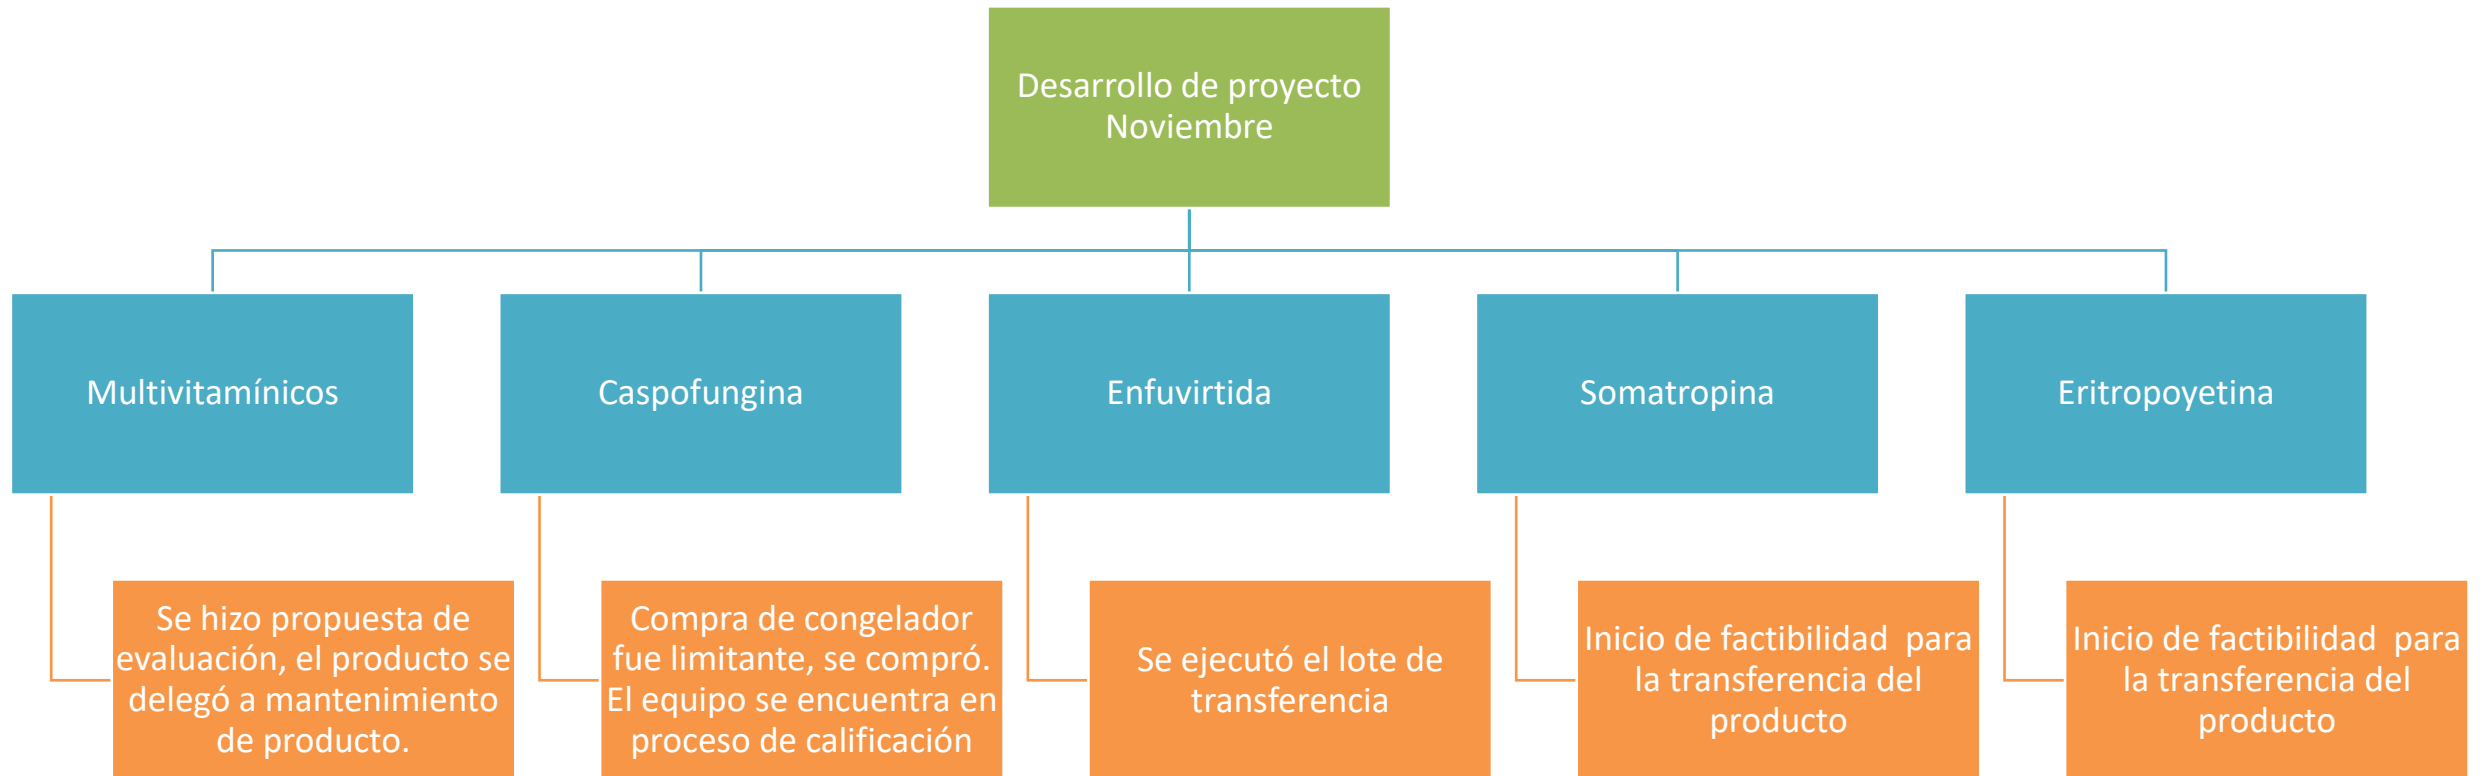 Desarrollo de proyecto
Noviembre
Multivitamínicos
Caspofungina
Enfuvirtida
Somatropina
Eritropoyetina
Se hizo propuesta de
evaluación, el producto se
delegó a mantenimiento
de producto.
Compra de congelador
fue limitante, se compró.
El equipo se encuentra en
proceso de calificación
Se ejecutó el lote de
transferencia
Inicio de factibilidad  para
la transferencia del
producto
Inicio de factibilidad  para
la transferencia del
producto